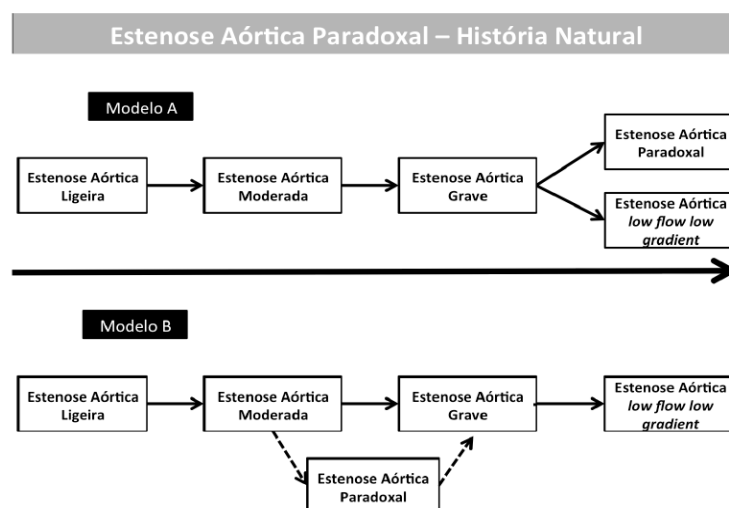 Estenose Aórtica Paradoxal – História Natural
Modelo A
Estenose Aórtica
Ligeira
Estenose Aórtica
Moderada
Estenose Aórtica
Grave
Estenose Aórtica
Paradoxal
Estenose Aórtica
low flow low
gradient
Modelo B
Estenose Aórtica
Ligeira
Estenose Aórtica
Moderada
Estenose Aórtica
Grave
Estenose Aórtica
low flow low
gradient
Estenose Aórtica
Paradoxal